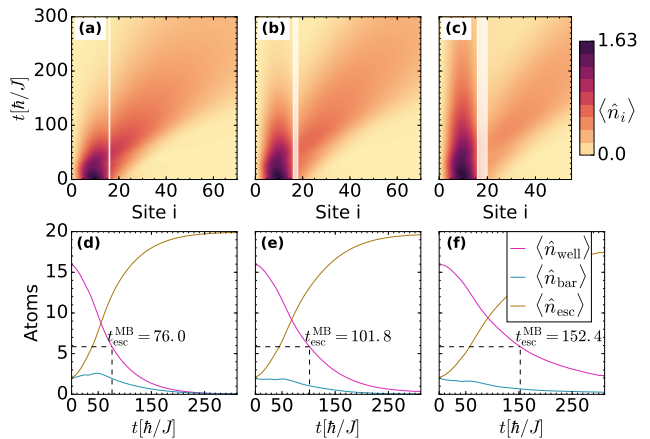 (a) (b) (c)
300
200
100
0
t[ħ/J]
0 20 40 60
Site i
0 20 40 60
Site i
0 20 40
Site i
1.63
⟨n̂_i⟩
0.0
(d) (e) (f)
20
15
10
5
0
Atoms
⟨n̂_well⟩
⟨n̂_bar⟩
⟨n̂_esc⟩
t_esc^MB = 76.0
t_esc^MB = 101.8
t_esc^MB = 152.4
0 50 150 250
t[ħ/J]
0 50 150 250
t[ħ/J]
0 50 150 250
t[ħ/J]